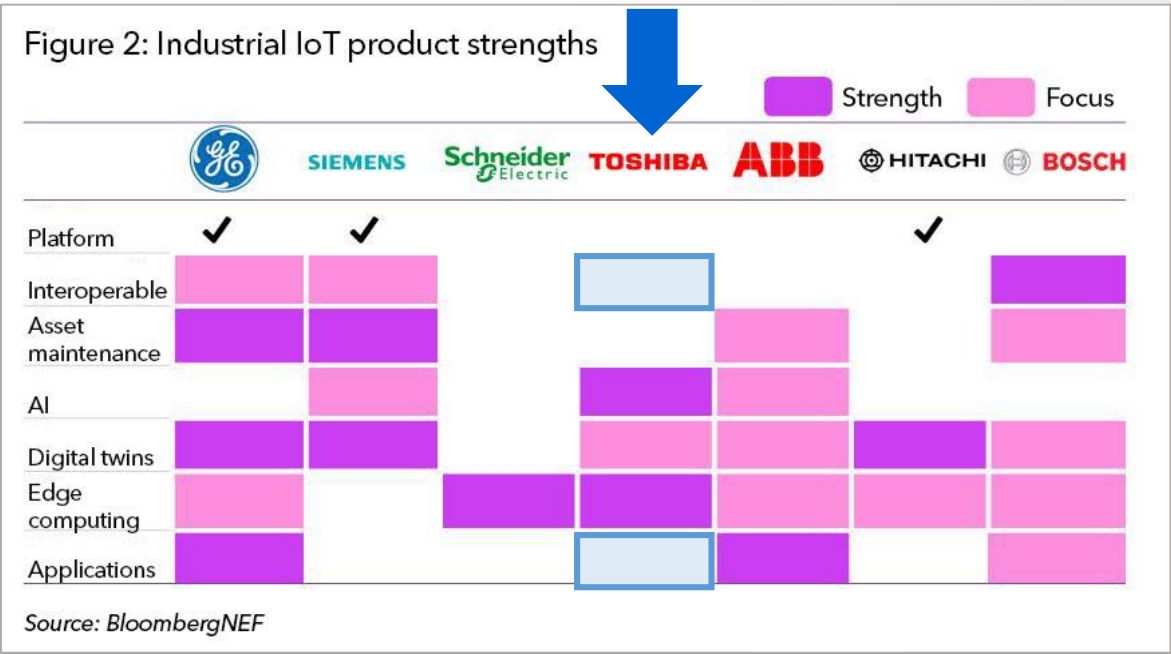 Figure 2: Industrial IoT product strengths
Strength Focus
GE SIEMENS Schneider Electric TOSHIBA ABB HITACHI BOSCH
Platform
Interoperable
Asset
maintenance
AI
Digital twins
Edge
computing
Applications
Source: BloombergNEF